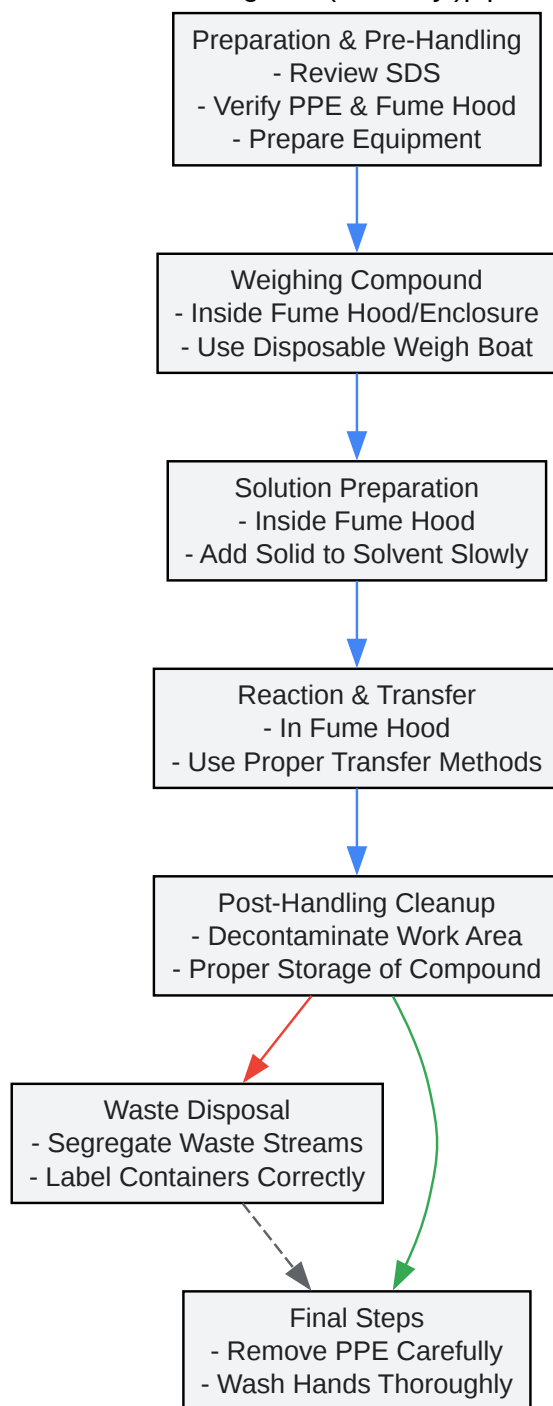 Preparation & Pre-Handling
- Review SDS
- Verify PPE & Fume Hood
- Prepare Equipment
Weighing Compound
- Inside Fume Hood/Enclosure
- Use Disposable Weigh Boat
Solution Preparation
- Inside Fume Hood
- Add Solid to Solvent Slowly
Reaction & Transfer
- In Fume Hood
- Use Proper Transfer Methods
Post-Handling Cleanup
- Decontaminate Work Area
- Proper Storage of Compound
Waste Disposal
- Segregate Waste Streams
- Label Containers Correctly
Final Steps
- Remove PPE Carefully
- Wash Hands Thoroughly